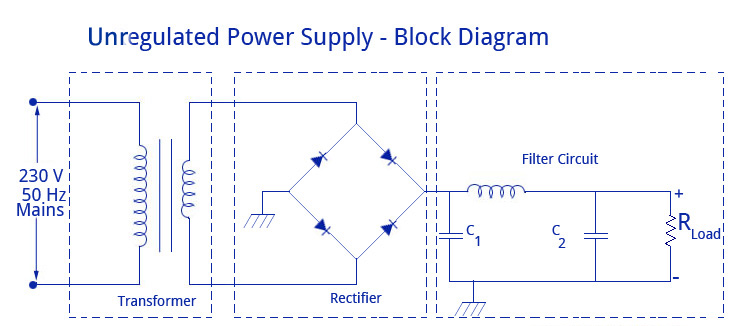 Unregulated Power Supply - Block Diagram
Filter Circuit
230 V
50 Hz
Mains
+
C1
C2
RLoad
-
Transformer
Rectifier